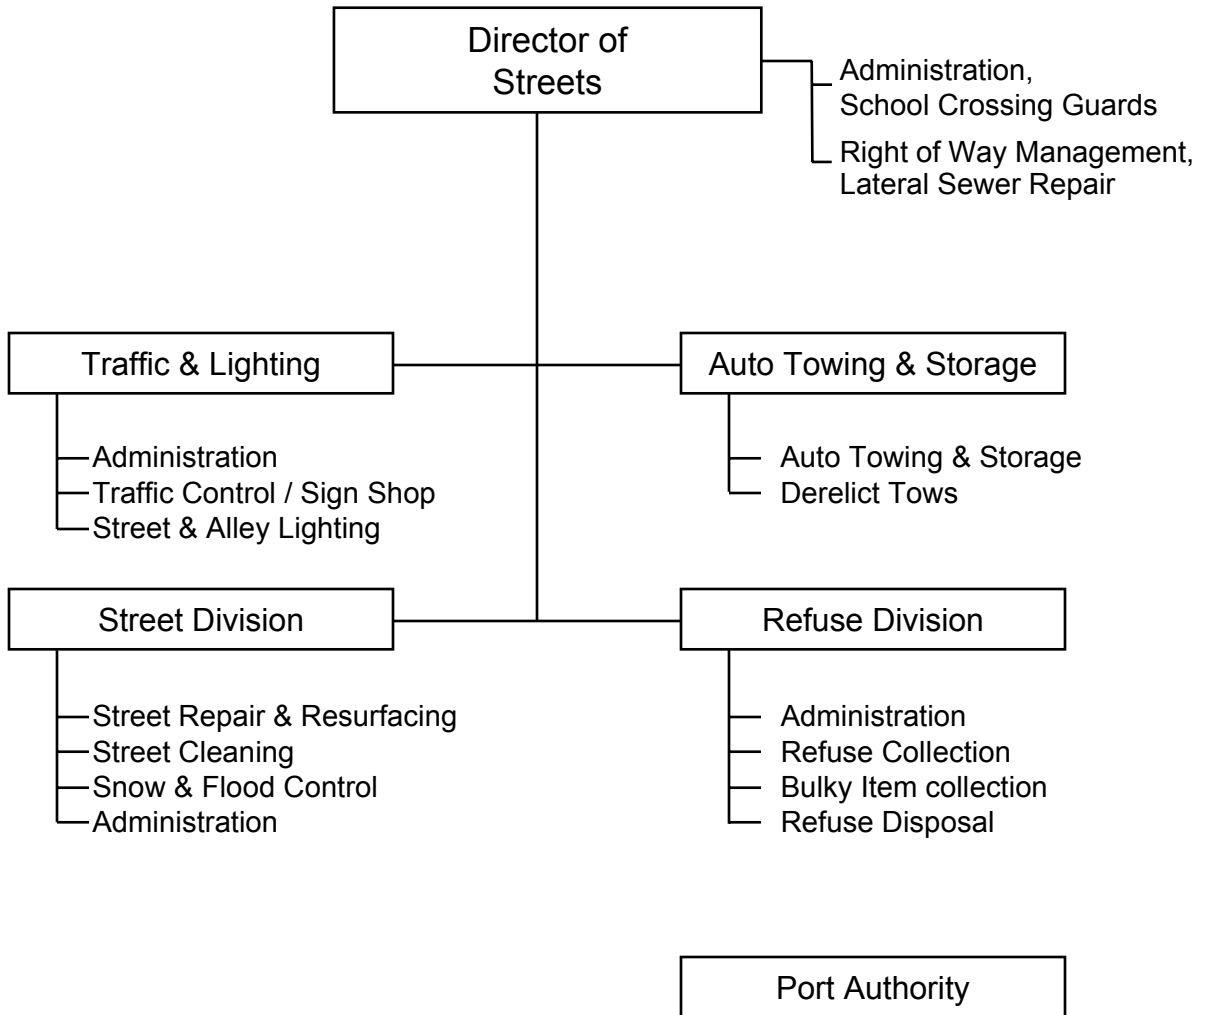 Director of
Streets
Administration,
School Crossing Guards
Right of Way Management,
Lateral Sewer Repair
Traffic & Lighting
Administration
Traffic Control / Sign Shop
Street & Alley Lighting
Auto Towing & Storage
Auto Towing & Storage
Derelict Tows
Street Division
Street Repair & Resurfacing
Street Cleaning
Snow & Flood Control
Administration
Refuse Division
Administration
Refuse Collection
Bulky Item collection
Refuse Disposal
Port Authority